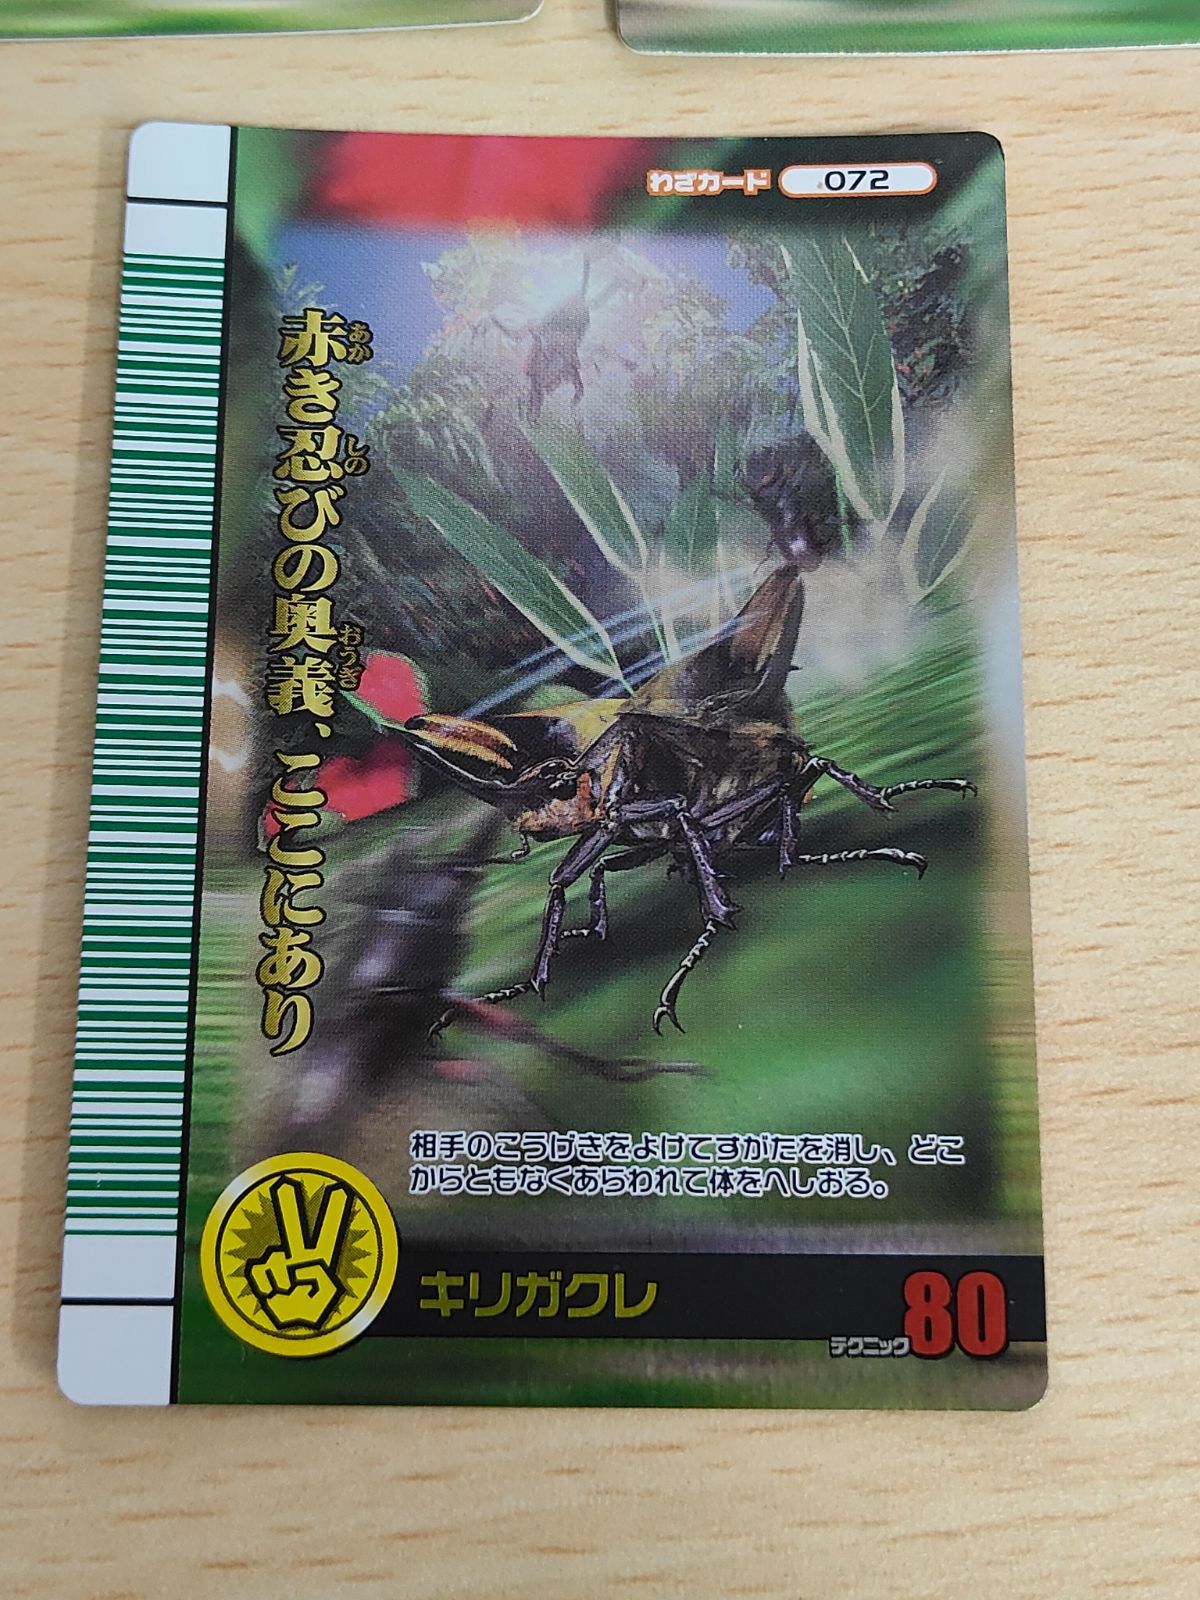 わざカード 072
赤き忍びの奥義、ここにあり
あか
しの
おうぎ
相手のこうげきをよけてすがたを消し、どこ
からともなくあらわれて体をへしおる。
キリガクレ
テクニック 80